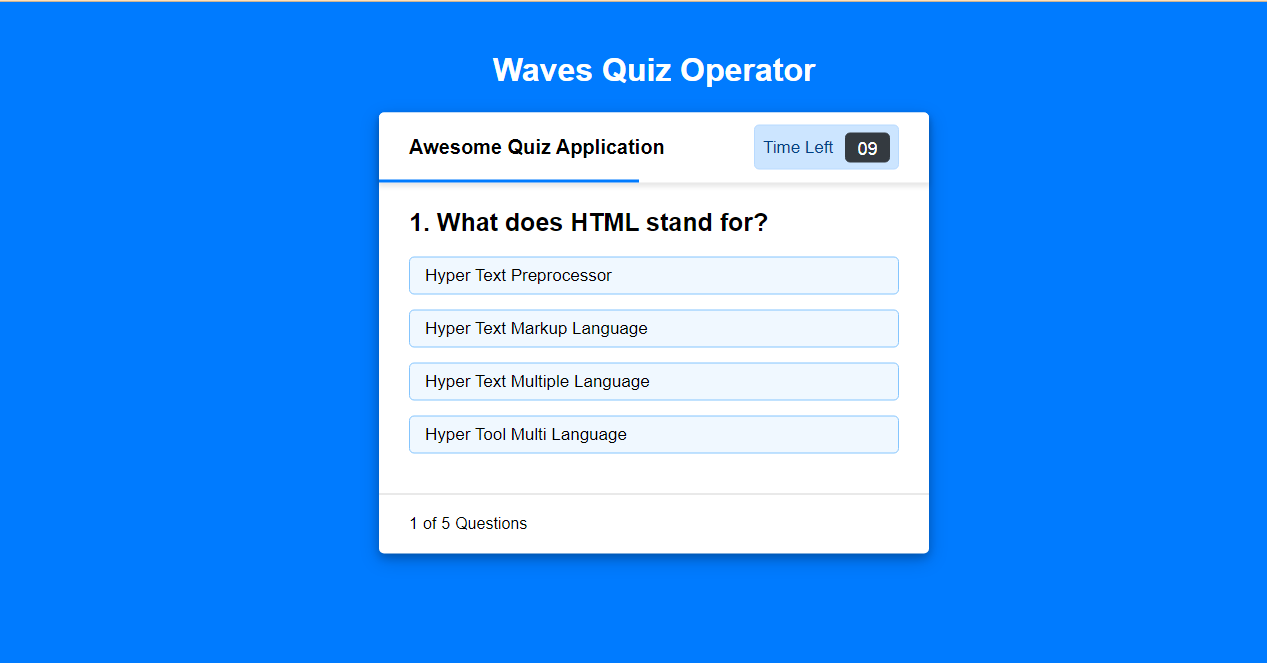 Waves Quiz Operator
Awesome Quiz Application
Time Left 09
1. What does HTML stand for?
Hyper Text Preprocessor
Hyper Text Markup Language
Hyper Text Multiple Language
Hyper Tool Multi Language
1 of 5 Questions